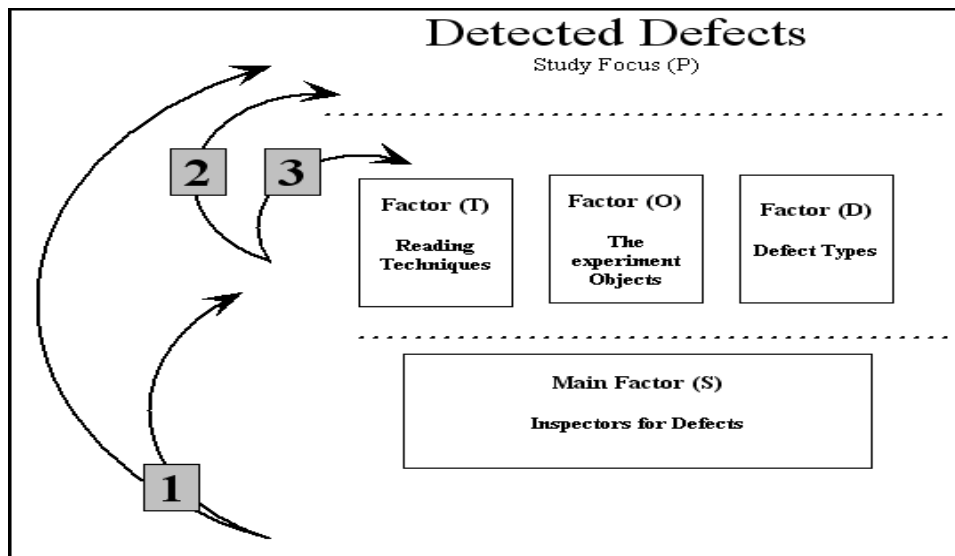 Detected Defects
Study Focus (P)
2
3
Factor (T)
Reading
Techniques
Factor (O)
The
experiment
Objects
Factor (D)
Defect Types
Main Factor (S)
Inspectors for Defects
1